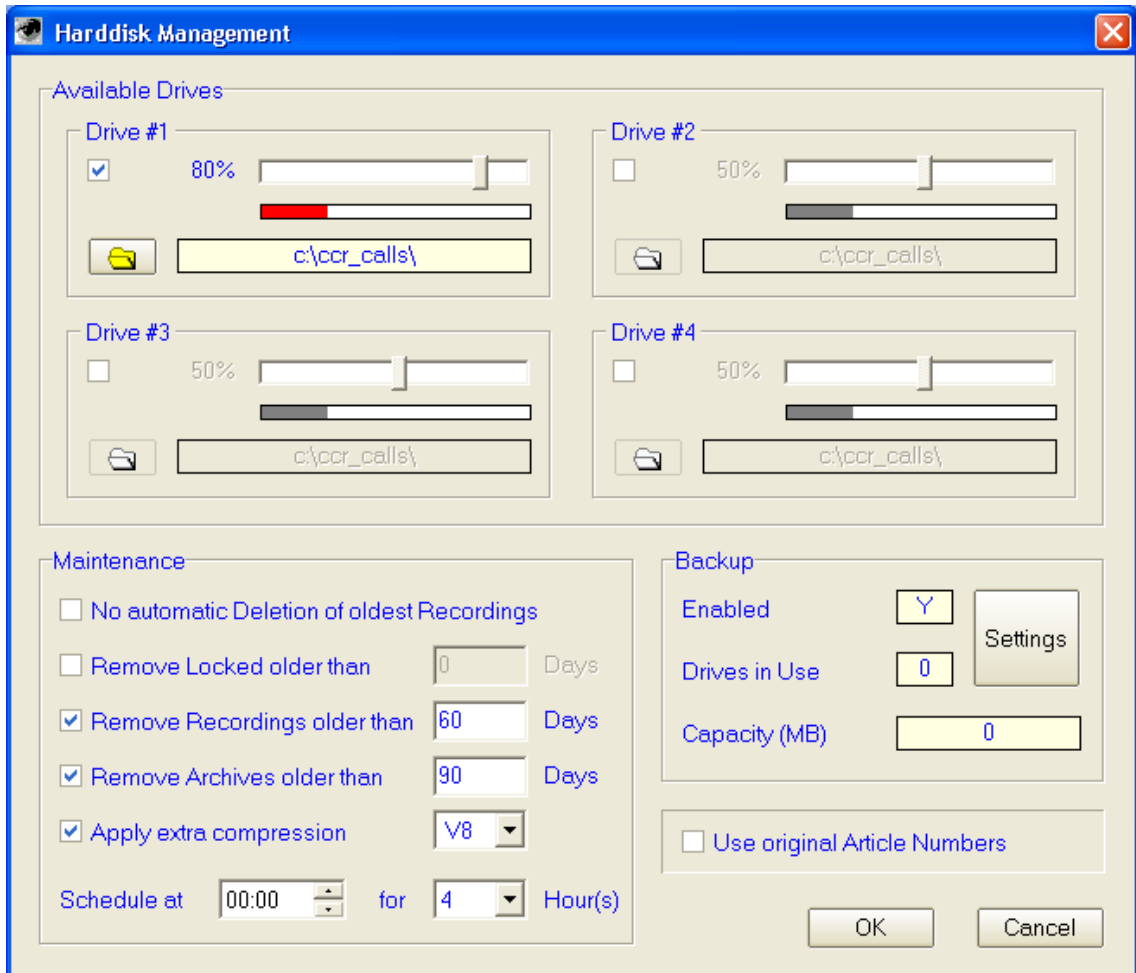 Harddisk Management
Available Drives
Drive #1
80%
c:\ccr_calls\
Drive #2
50%
c:\ccr_calls\
Drive #3
50%
c:\ccr_calls\
Drive #4
50%
c:\ccr_calls\
Maintenance
No automatic Deletion of oldest Recordings
Remove Locked older than 0 Days
Remove Recordings older than 60 Days
Remove Archives older than 90 Days
Apply extra compression V8
Schedule at 00:00 for 4 Hour(s)
Backup
Enabled Y
Settings
Drives in Use 0
Capacity (MB) 0
Use original Article Numbers
OK Cancel